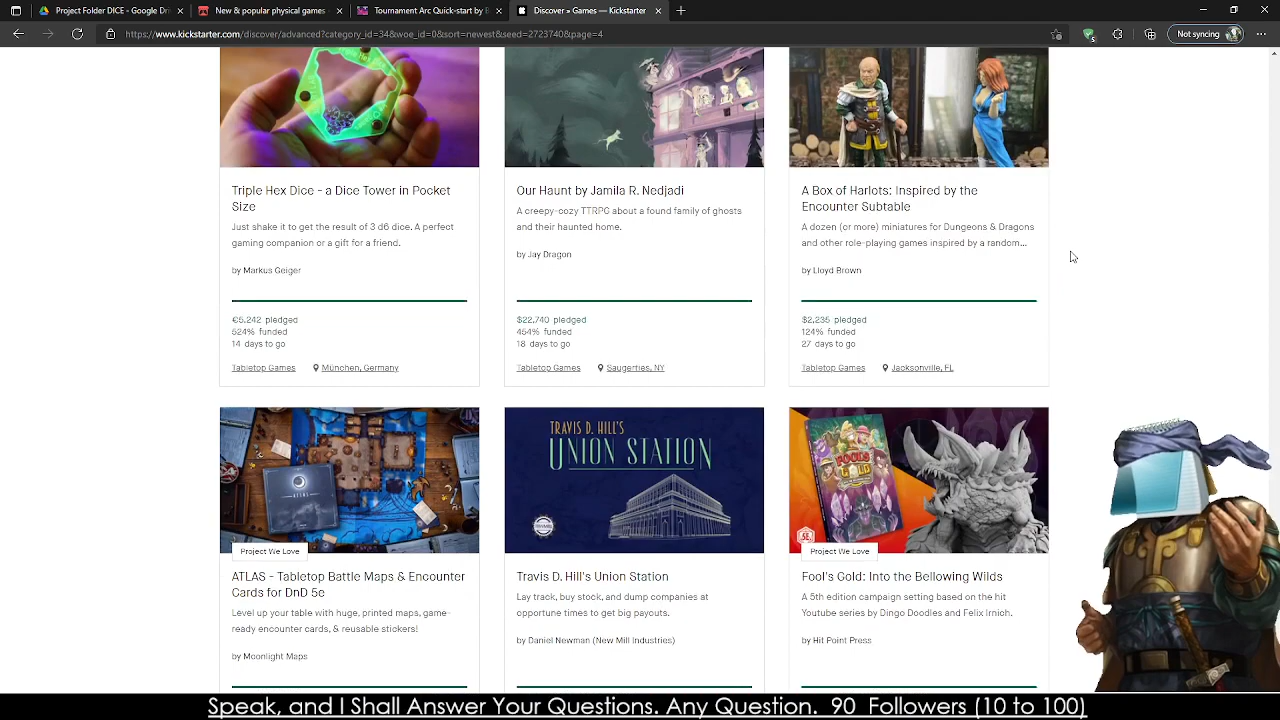 Project Folder DICE - Google Dri
New & popular physical games
Tournament Arc Quick-start by E
Discover » Games — Kickstarter
https://www.kickstarter.com/discover/advanced?category_id=34&woe_id=0&sort=newest&seed=2723740&page=4
Not syncing
Triple Hex Dice - a Dice Tower in Pocket
Size
Just shake it to get the result of 3 d6 dice. A perfect
gaming companion or a gift for a friend.
by Markus Geiger
€5,242 pledged
524% funded
14 days to go
Tabletop Games
München, Germany
Our Haunt by Jamila R. Nedjadi
A creepy-cozy TTRPG about a found family of ghosts
and their haunted home.
by Jay Dragon
$22,740 pledged
454% funded
18 days to go
Tabletop Games
Saugerties, NY
A Box of Harlots: Inspired by the
Encounter Subtable
A dozen (or more) miniatures for Dungeons & Dragons
and other role-playing games inspired by a random...
by Lloyd Brown
$2,235 pledged
124% funded
27 days to go
Tabletop Games
Jacksonville, FL
ATLAS
Project We Love
ATLAS - Tabletop Battle Maps & Encounter
Cards for DnD 5e
Level up your table with huge, printed maps, game-
ready encounter cards, & reusable stickers!
by Moonlight Maps
TRAVIS D. HILL'S
UNION STATION
Travis D. Hill's Union Station
Lay track, buy stock, and dump companies at
opportune times to get big payouts.
by Daniel Newman (New Mill Industries)
FOOL'S
GOLD
5E
Project We Love
Fool's Gold: Into the Bellowing Wilds
A 5th edition campaign setting based on the hit
Youtube series by Dingo Doodles and Felix Irnich.
by Hit Point Press
Speak, and I Shall Answer Your Questions. Any Question. 90 Followers (10 to 100)